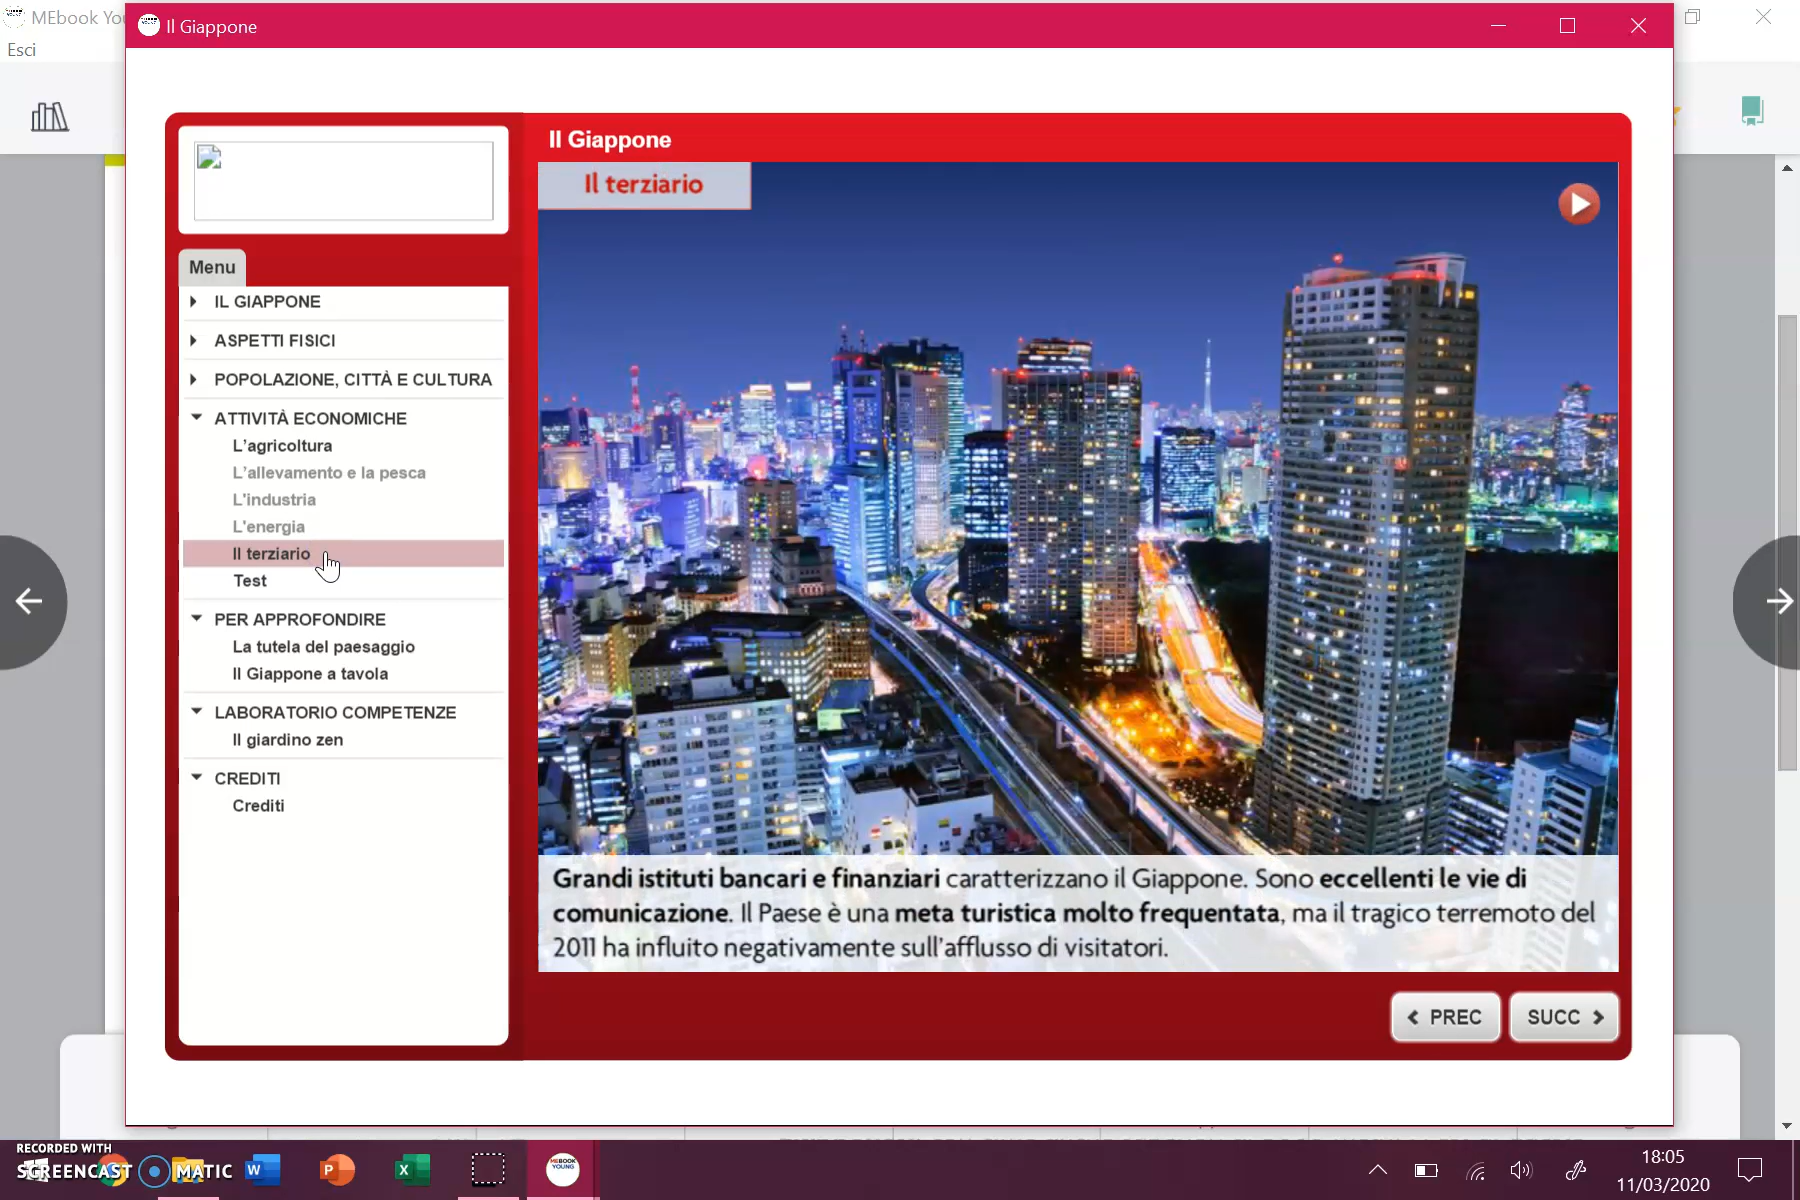 MEbook Yo
Il Giappone
Esci
Il Giappone
Il terziario
Menu
IL GIAPPONE
ASPETTI FISICI
POPOLAZIONE, CITTÀ E CULTURA
ATTIVITÀ ECONOMICHE
L'agricoltura
L'allevamento e la pesca
L'industria
L'energia
Il terziario
Test
PER APPROFONDIRE
La tutela del paesaggio
Il Giappone a tavola
LABORATORIO COMPETENZE
Il giardino zen
CREDITI
Crediti
Grandi istituti bancari e finanziari caratterizzano il Giappone. Sono eccellenti le vie di
comunicazione. Il Paese è una meta turistica molto frequentata, ma il tragico terremoto del
2011 ha influito negativamente sull'afflusso di visitatori.
PREC
SUCC
RECORDED WITH
SCREENCAST MATIC
MEBOOK
YOUNG
18:05
11/03/2020